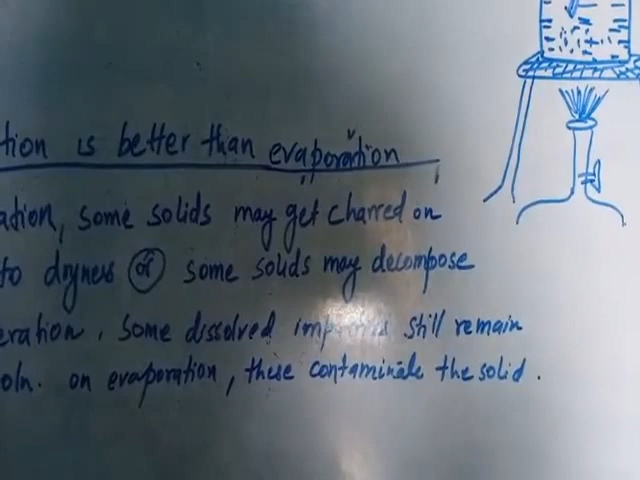 tion is better than evaporation
ation, some solids may get charred on
to dryness or some solids may decompose
eration. Some dissolved impurities still remain
oln. on evaporation, these contaminate the solid.